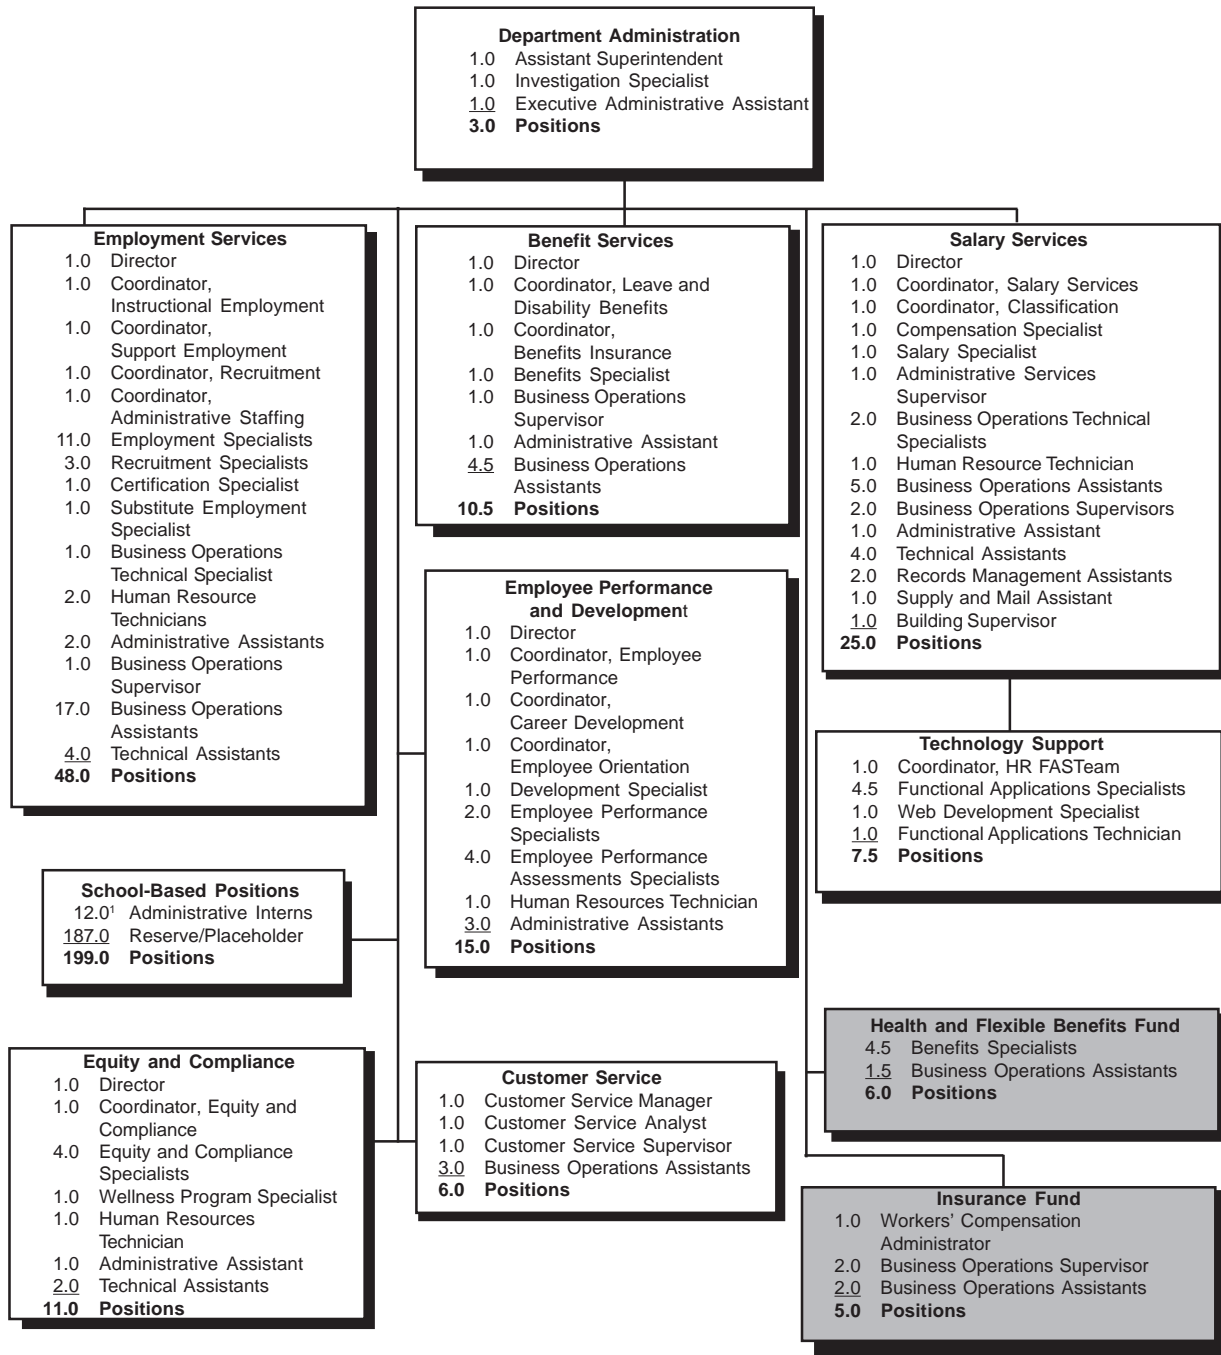 Department Administration
1.0 Assistant Superintendent
1.0 Investigation Specialist
1.0 Executive Administrative Assistant
3.0 Positions
Employment Services
1.0 Director
1.0 Coordinator,
Instructional Employment
1.0 Coordinator,
Support Employment
1.0 Coordinator, Recruitment
1.0 Coordinator,
Administrative Staffing
11.0 Employment Specialists
3.0 Recruitment Specialists
1.0 Certification Specialist
1.0 Substitute Employment
Specialist
1.0 Business Operations
Technical Specialist
2.0 Human Resource
Technicians
2.0 Administrative Assistants
1.0 Business Operations
Supervisor
17.0 Business Operations
Assistants
4.0 Technical Assistants
48.0 Positions
Benefit Services
1.0 Director
1.0 Coordinator, Leave and
Disability Benefits
1.0 Coordinator,
Benefits Insurance
1.0 Benefits Specialist
1.0 Business Operations
Supervisor
1.0 Administrative Assistant
4.5 Business Operations
Assistants
10.5 Positions
Salary Services
1.0 Director
1.0 Coordinator, Salary Services
1.0 Coordinator, Classification
1.0 Compensation Specialist
1.0 Salary Specialist
1.0 Administrative Services
Supervisor
2.0 Business Operations Technical
Specialists
1.0 Human Resource Technician
5.0 Business Operations Assistants
2.0 Business Operations Supervisors
1.0 Administrative Assistant
4.0 Technical Assistants
2.0 Records Management Assistants
1.0 Supply and Mail Assistant
1.0 Building Supervisor
25.0 Positions
Employee Performance
and Development
1.0 Director
1.0 Coordinator, Employee
Performance
1.0 Coordinator,
Career Development
1.0 Coordinator,
Employee Orientation
1.0 Development Specialist
2.0 Employee Performance
Specialists
4.0 Employee Performance
Assessments Specialists
1.0 Human Resources Technician
3.0 Administrative Assistants
15.0 Positions
Technology Support
1.0 Coordinator, HR FASTeam
4.5 Functional Applications Specialists
1.0 Web Development Specialist
1.0 Functional Applications Technician
7.5 Positions
School-Based Positions
12.0¹ Administrative Interns
187.0 Reserve/Placeholder
199.0 Positions
Health and Flexible Benefits Fund
4.5 Benefits Specialists
1.5 Business Operations Assistants
6.0 Positions
Equity and Compliance
1.0 Director
1.0 Coordinator, Equity and
Compliance
4.0 Equity and Compliance
Specialists
1.0 Wellness Program Specialist
1.0 Human Resources
Technician
1.0 Administrative Assistant
2.0 Technical Assistants
11.0 Positions
Customer Service
1.0 Customer Service Manager
1.0 Customer Service Analyst
1.0 Customer Service Supervisor
3.0 Business Operations Assistants
6.0 Positions
Insurance Fund
1.0 Workers' Compensation
Administrator
2.0 Business Operations Supervisor
2.0 Business Operations Assistants
5.0 Positions